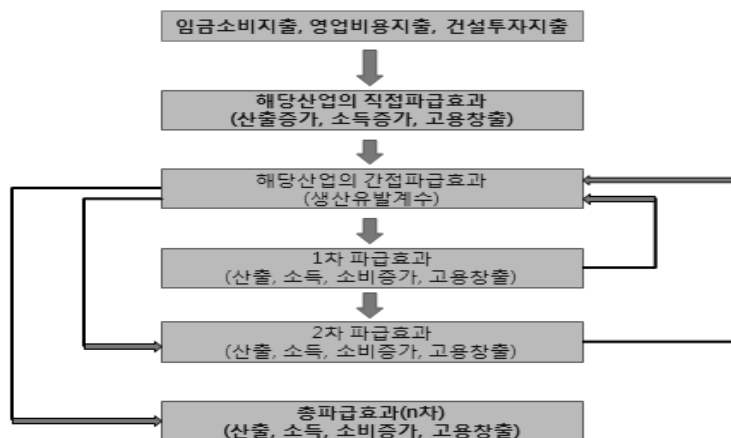 임금소비지출, 영업비용지출, 건설투자지출
해당산업의 직접파급효과
(산출증가, 소득증가, 고용창출)
해당산업의 간접파급효과
(생산유발계수)
1차 파급효과
(산출, 소득, 소비증가, 고용창출)
2차 파급효과
(산출, 소득, 소비증가, 고용창출)
총파급효과(n차)
(산출, 소득, 소비증가, 고용창출)